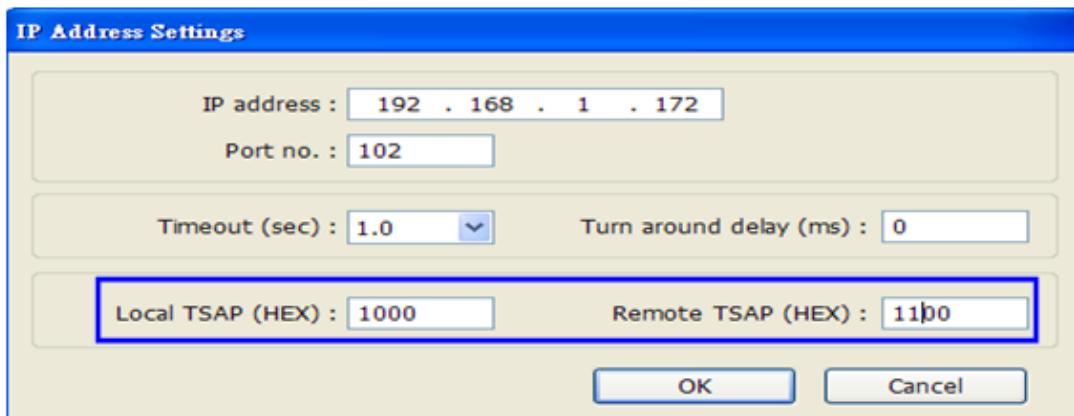 IP Address Settings
IP address : 192 . 168 . 1 . 172
Port no. : 102
Timeout (sec) : 1.0 Turn around delay (ms) : 0
Local TSAP (HEX) : 1000 Remote TSAP (HEX) : 1100
OK Cancel